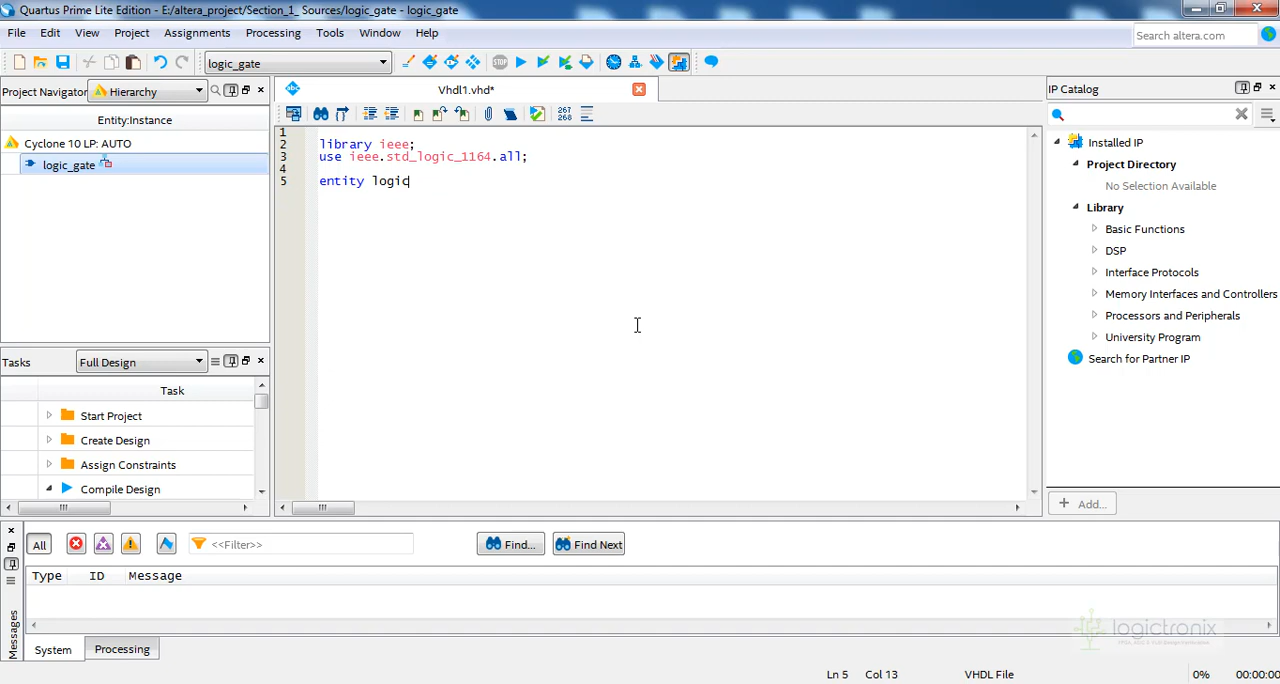 Quartus Prime Lite Edition - E:/altera_project/Section_1_ Sources/logic_gate - logic_gate
File Edit View Project Assignments Processing Tools Window Help
Search altera.com
logic_gate
Project Navigator Hierarchy
Entity:Instance
Cyclone 10 LP: AUTO
logic_gate
Tasks Full Design
Task
Start Project
Create Design
Assign Constraints
Compile Design
Vhdl1.vhd*
267
268
1
2 library ieee;
3 use ieee.std_logic_1164.all;
4
5 entity logic
IP Catalog
Installed IP
Project Directory
No Selection Available
Library
Basic Functions
DSP
Interface Protocols
Memory Interfaces and Controllers
Processors and Peripherals
University Program
Search for Partner IP
+ Add...
All <<Filter>> Find... Find Next
Type ID Message
Messages
System Processing
logictronix
Ln 5 Col 13 VHDL File 0% 00:00:00